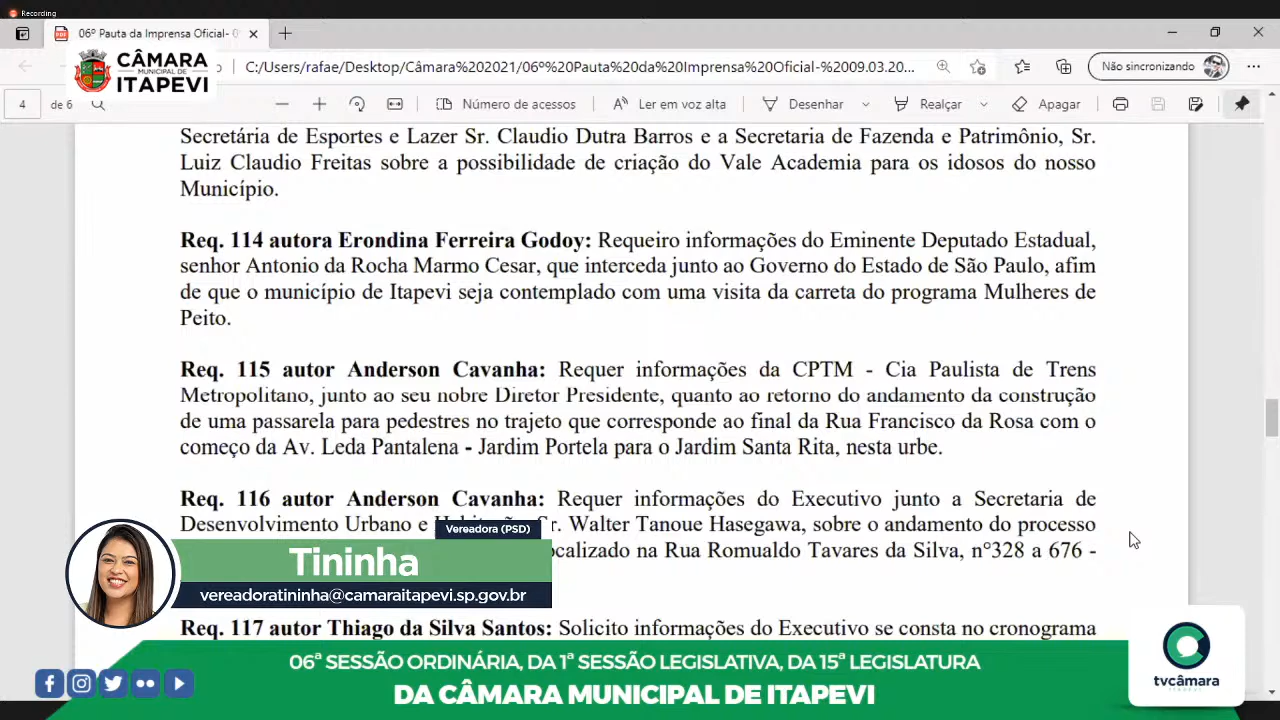 Recording
06º Pauta da Imprensa Oficial- 0
CÂMARA
MUNICIPAL DE
ITAPEVI
C:/Users/rafae/Desktop/Câmara%202021/06º%20Pauta%20da%20Imprensa%20Oficial-%20
03.20...
Não sincronizando
4 de 6
Número de acessos
Ler em voz alta
Desenhar
Realçar
Apagar
Secretária de Esportes e Lazer Sr. Claudio Dutra Barros e a Secretaria de Fazenda e Patrimônio, Sr.
Luiz Claudio Freitas sobre a possibilidade de criação do Vale Academia para os idosos do nosso
Município.
Req. 114 autora Erondina Ferreira Godoy: Requeiro informações do Eminente Deputado Estadual,
senhor Antonio da Rocha Marmo Cesar, que interceda junto ao Governo do Estado de São Paulo, afim
de que o município de Itapevi seja contemplado com uma visita da carreta do programa Mulheres de
Peito.
Req. 115 autor Anderson Cavanha: Requer informações da CPTM - Cia Paulista de Trens
Metropolitano, junto ao seu nobre Diretor Presidente, quanto ao retorno do andamento da construção
de uma passarela para pedestres no trajeto que corresponde ao final da Rua Francisco da Rosa com o
começo da Av. Leda Pantalena - Jardim Portela para o Jardim Santa Rita, nesta urbe.
Req. 116 autor Anderson Cavanha: Requer informações do Executivo junto a Secretaria de
Desenvolvimento Urbano e Sr. Walter Tanoue Hasegawa, sobre o andamento do processo
localizado na Rua Romualdo Tavares da Silva, n°328 a 676 -
Vereadora (PSD)
Tininha
vereadoratininha@camaraitapevi.sp.gov.br
Req. 117 autor Thiago da Silva Santos: Solicito informações do Executivo se consta no cronograma
06ª SESSÃO ORDINÁRIA, DA 1ª SESSÃO LEGISLATIVA, DA 15ª LEGISLATURA
DA CÂMARA MUNICIPAL DE ITAPEVI
tvcâmara
ITAPEVI